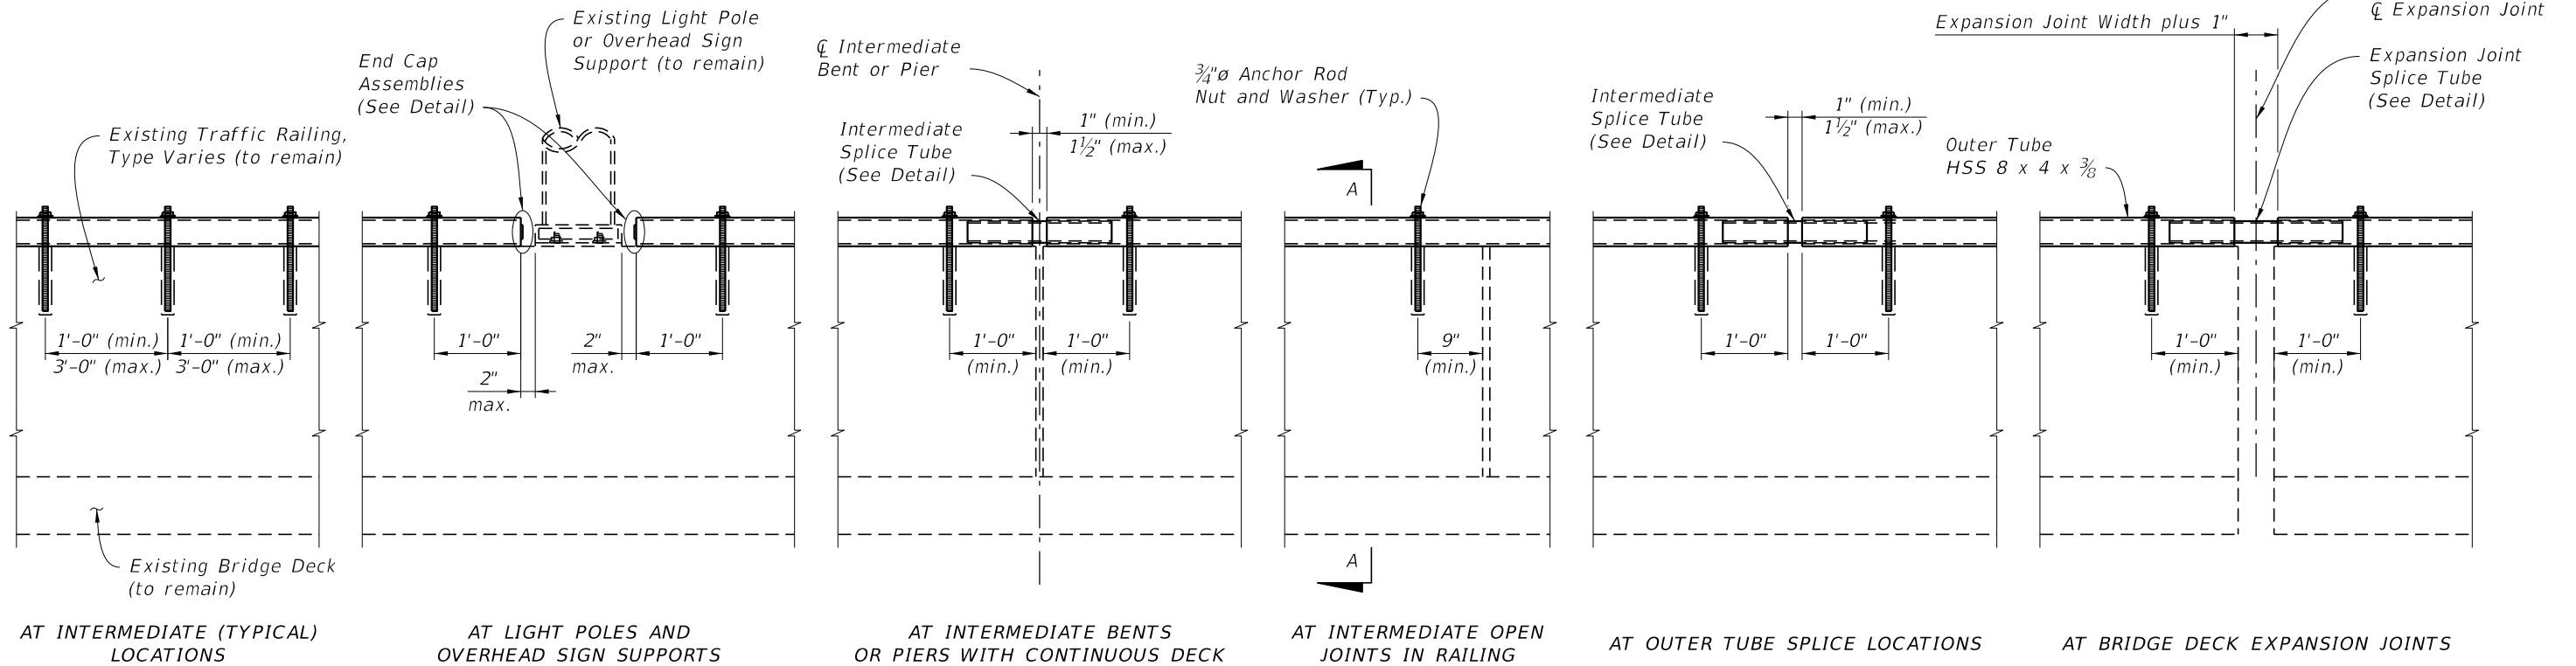 Existing Traffic Railing,
Type Varies (to remain)
1'-0" (min.)
3'-0" (max.)
1'-0" (min.)
3'-0" (max.)
Existing Bridge Deck
(to remain)
AT INTERMEDIATE (TYPICAL)
LOCATIONS
End Cap
Assemblies
(See Detail)
Existing Light Pole
or Overhead Sign
Support (to remain)
1'-0"
2"
max.
2"
max.
1'-0"
AT LIGHT POLES AND
OVERHEAD SIGN SUPPORTS
℄ Intermediate
Bent or Pier
Intermediate
Splice Tube
(See Detail)
1" (min.)
1½" (max.)
1'-0"
(min.)
1'-0"
(min.)
AT INTERMEDIATE BENTS
OR PIERS WITH CONTINUOUS DECK
¾"ø Anchor Rod
Nut and Washer (Typ.)
A
9"
(min.)
A
AT INTERMEDIATE OPEN
JOINTS IN RAILING
Intermediate
Splice Tube
(See Detail)
1" (min.)
1½" (max.)
1'-0"
1'-0"
AT OUTER TUBE SPLICE LOCATIONS
Expansion Joint Width plus 1"
℄ Expansion Joint
Expansion Joint
Splice Tube
(See Detail)
Outer Tube
HSS 8 x 4 x ⅜
1'-0"
(min.)
1'-0"
(min.)
AT BRIDGE DECK EXPANSION JOINTS